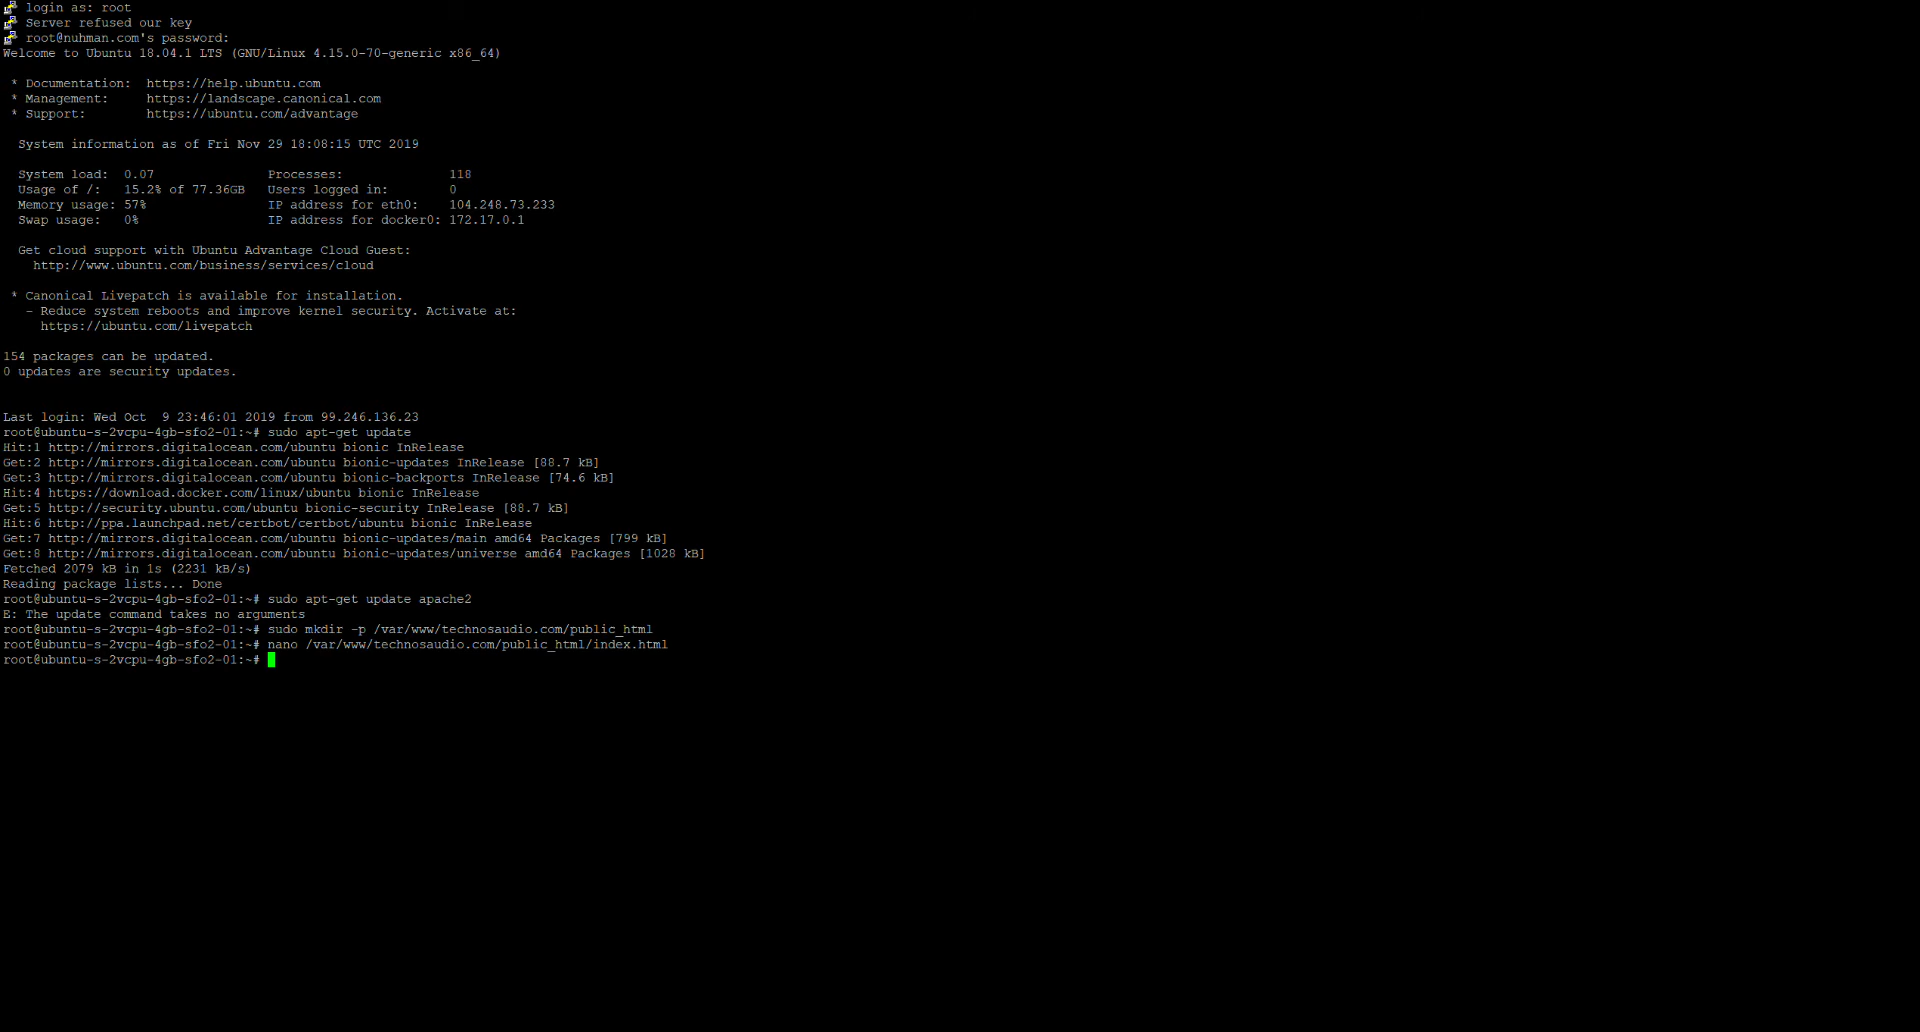 login as: root
Server refused our key
root@nuhman.com's password:
Welcome to Ubuntu 18.04.1 LTS (GNU/Linux 4.15.0-70-generic x86_64)
* Documentation:  https://help.ubuntu.com
* Management:     https://landscape.canonical.com
* Support:        https://ubuntu.com/advantage
System information as of Fri Nov 29 18:08:15 UTC 2019
System load:  0.07               Processes:              118
Usage of /:   15.2% of 77.36GB   Users logged in:        0
Memory usage: 57%                IP address for eth0:    104.248.73.233
Swap usage:   0%                 IP address for docker0: 172.17.0.1
Get cloud support with Ubuntu Advantage Cloud Guest:
http://www.ubuntu.com/business/services/cloud
* Canonical Livepatch is available for installation.
- Reduce system reboots and improve kernel security. Activate at:
https://ubuntu.com/livepatch
154 packages can be updated.
0 updates are security updates.
Last login: Wed Oct  9 23:46:01 2019 from 99.246.136.23
root@ubuntu-s-2vcpu-4gb-sfo2-01:~# sudo apt-get update
Hit:1 http://mirrors.digitalocean.com/ubuntu bionic InRelease
Get:2 http://mirrors.digitalocean.com/ubuntu bionic-updates InRelease [88.7 kB]
Get:3 http://mirrors.digitalocean.com/ubuntu bionic-backports InRelease [74.6 kB]
Hit:4 https://download.docker.com/linux/ubuntu bionic InRelease
Get:5 http://security.ubuntu.com/ubuntu bionic-security InRelease [88.7 kB]
Hit:6 http://ppa.launchpad.net/certbot/certbot/ubuntu bionic InRelease
Get:7 http://mirrors.digitalocean.com/ubuntu bionic-updates/main amd64 Packages [799 kB]
Get:8 http://mirrors.digitalocean.com/ubuntu bionic-updates/universe amd64 Packages [1028 kB]
Fetched 2079 kB in 1s (2231 kB/s)
Reading package lists... Done
root@ubuntu-s-2vcpu-4gb-sfo2-01:~# sudo apt-get update apache2
E: The update command takes no arguments
root@ubuntu-s-2vcpu-4gb-sfo2-01:~# sudo mkdir -p /var/www/technosaudio.com/public_html
root@ubuntu-s-2vcpu-4gb-sfo2-01:~# nano /var/www/technosaudio.com/public_html/index.html
root@ubuntu-s-2vcpu-4gb-sfo2-01:~#